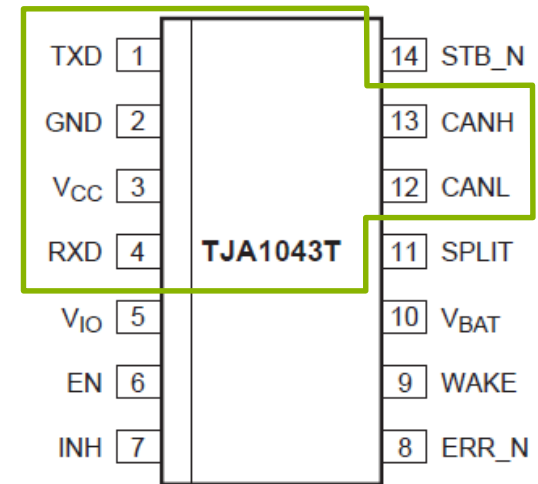 TXD 1 14 STB_N
GND 2 13 CANH
VCC 3 12 CANL
RXD 4 TJA1043T 11 SPLIT
VIO 5 10 VBAT
EN 6 9 WAKE
INH 7 8 ERR_N